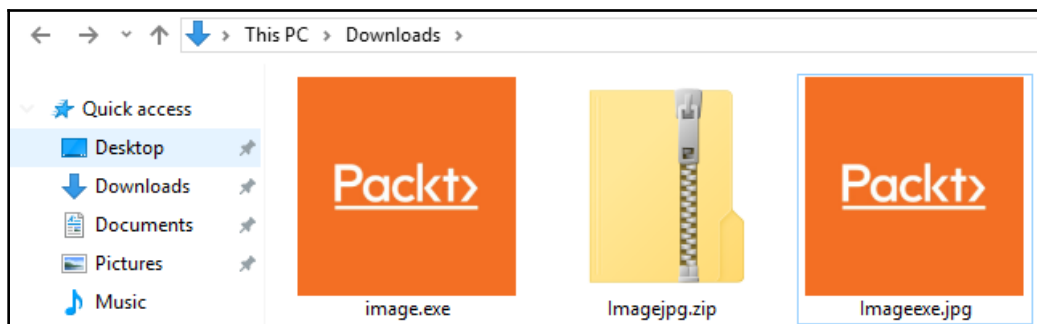 This PC > Downloads >
Quick access
Desktop
Downloads
Documents
Pictures
Music
Packt>
Packt>
image.exe
Imagejpg.zip
Imageexe.jpg